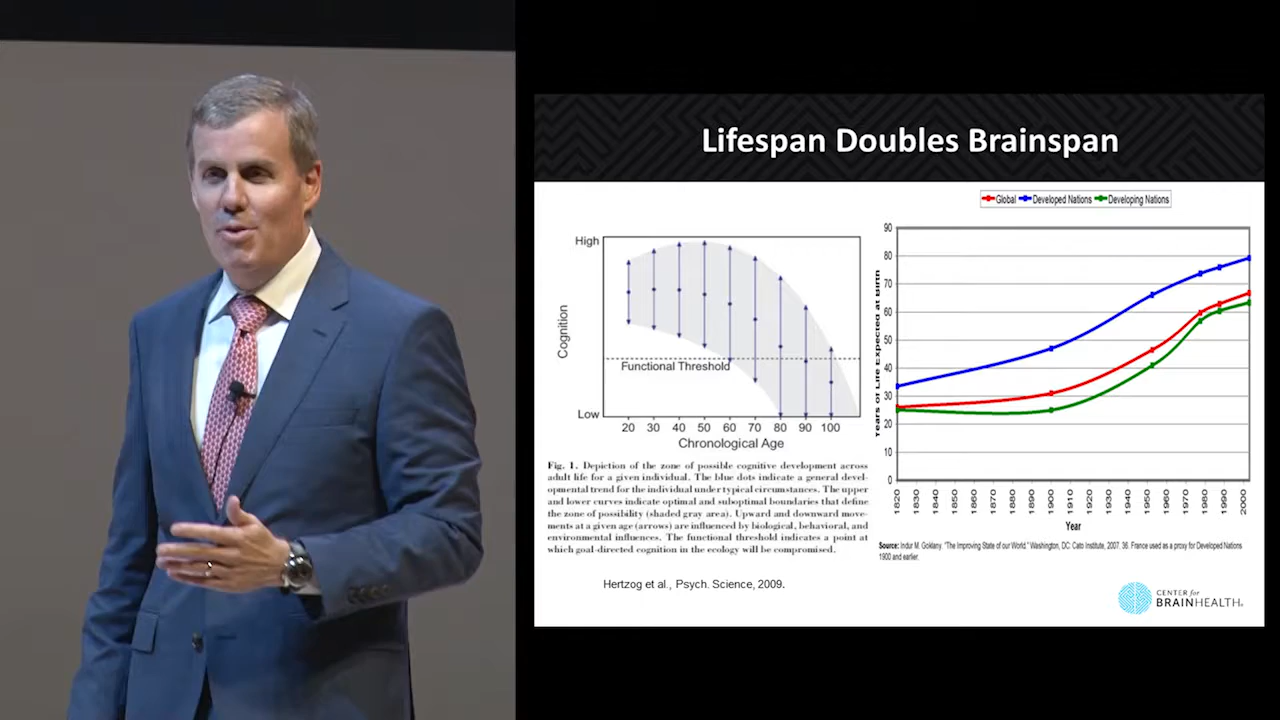 Lifespan Doubles Brainspan
High
Cognition
Functional Threshold
Low
20 30 40 50 60 70 80 90 100
Chronological Age
Fig. 1. Depiction of the zone of possible cognitive development across
adult life for a given individual. The blue dots indicate a general devel-
opmental trend for the individual under typical circumstances. The upper
and lower curves indicate optimal and suboptimal boundaries that define
the zone of possibility (shaded gray area). Upward and downward move-
ments at a given age (arrows) are influenced by biological, behavioral, and
environmental influences. The functional threshold indicates a point at
which goal-directed cognition in the ecology will be compromised.
Hertzog et al., Psych. Science, 2009.
Global Developed Nations Developing Nations
Years of Life Expected at Birth
90
80
70
60
50
40
30
20
10
0
1820 1830 1840 1850 1860 1870 1880 1890 1900 1910 1920 1930 1940 1950 1960 1970 1980 1990 2000
Year
Source: Indur M. Goklany. "The Improving State of our World." Washington, DC: Cato Institute, 2007. 36. France used as a proxy for Developed Nations
1900 and earlier.
CENTER for
BRAINHEALTH®